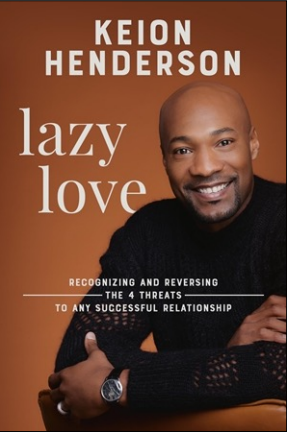 KEION
HENDERSON
lazy
love
RECOGNIZING AND REVERSING
THE 4 THREATS
TO ANY SUCCESSFUL RELATIONSHIP